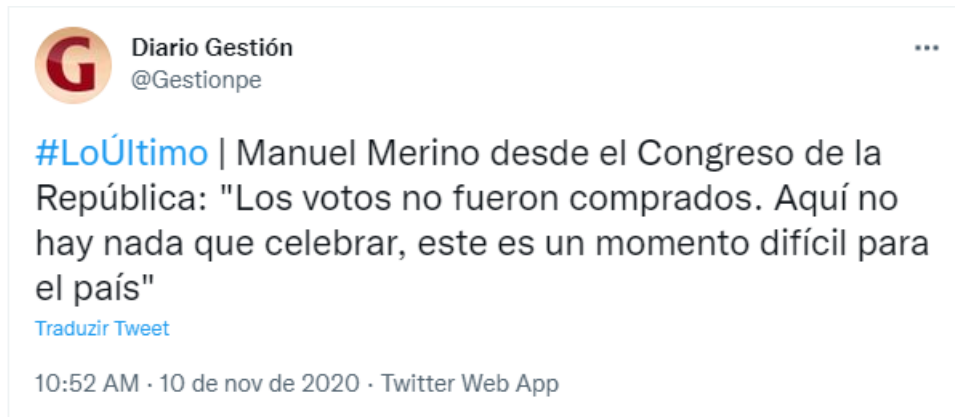 G
Diario Gestión
@Gestionpe
#LoÚltimo | Manuel Merino desde el Congreso de la
República: "Los votos no fueron comprados. Aquí no
hay nada que celebrar, este es un momento difícil para
el país"
Traduzir Tweet
10:52 AM · 10 de nov de 2020 · Twitter Web App